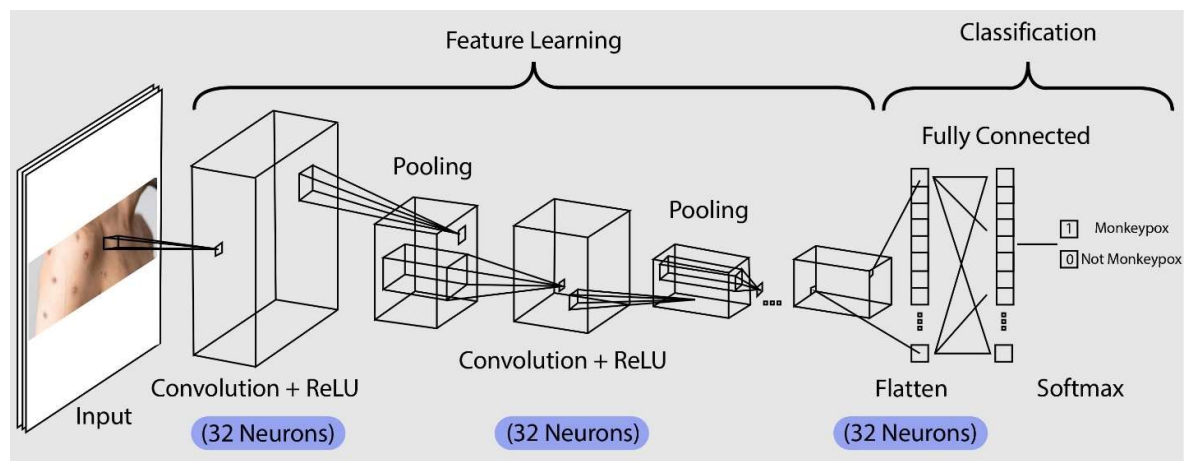 Classification
Feature Learning
Fully Connected
Pooling
Pooling
1 Monkeypox
0 Not Monkeypox
Convolution + ReLU
Convolution + ReLU
Input
Flatten
Softmax
(32 Neurons)
(32 Neurons)
(32 Neurons)